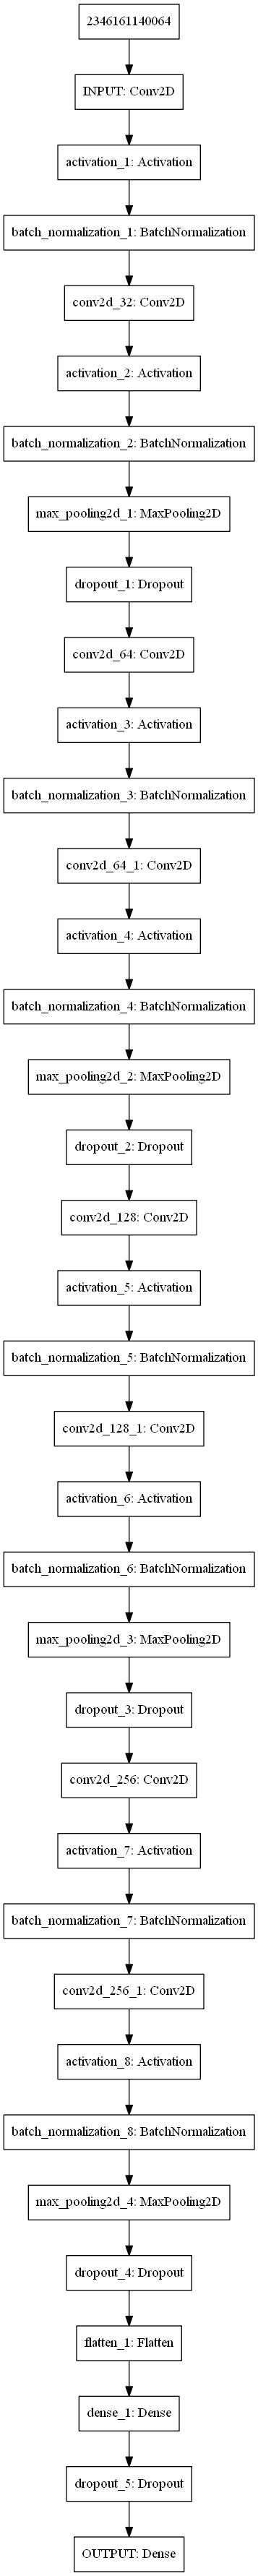 2346161140064
INPUT: Conv2D
activation_1: Activation
batch_normalization_1: BatchNormalization
conv2d_32: Conv2D
activation_2: Activation
batch_normalization_2: BatchNormalization
max_pooling2d_1: MaxPooling2D
dropout_1: Dropout
conv2d_64: Conv2D
activation_3: Activation
batch_normalization_3: BatchNormalization
conv2d_64_1: Conv2D
activation_4: Activation
batch_normalization_4: BatchNormalization
max_pooling2d_2: MaxPooling2D
dropout_2: Dropout
conv2d_128: Conv2D
activation_5: Activation
batch_normalization_5: BatchNormalization
conv2d_128_1: Conv2D
activation_6: Activation
batch_normalization_6: BatchNormalization
max_pooling2d_3: MaxPooling2D
dropout_3: Dropout
conv2d_256: Conv2D
activation_7: Activation
batch_normalization_7: BatchNormalization
conv2d_256_1: Conv2D
activation_8: Activation
batch_normalization_8: BatchNormalization
max_pooling2d_4: MaxPooling2D
dropout_4: Dropout
flatten_1: Flatten
dense_1: Dense
dropout_5: Dropout
OUTPUT: Dense